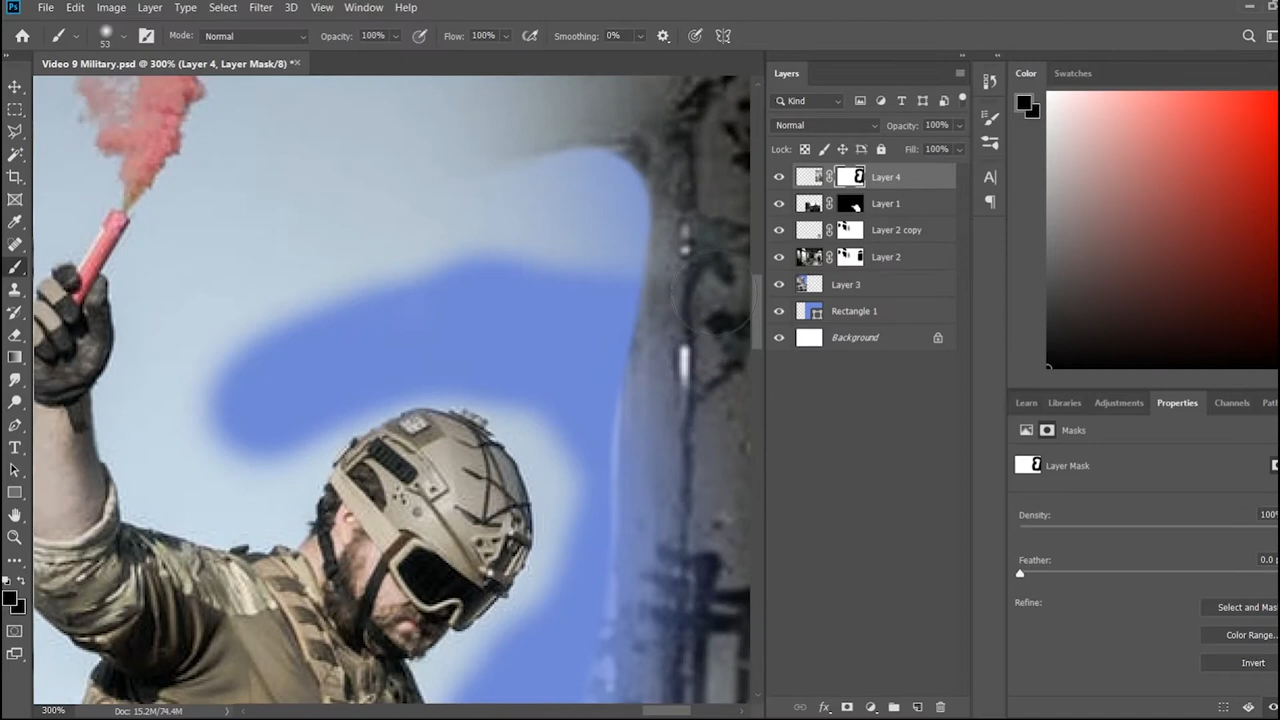 Ps File Edit Image Layer Type Select Filter 3D View Window Help
53 Mode: Normal Opacity: 100% Flow: 100% Smoothing: 0%
Video 9 Military.psd @ 300% (Layer 4, Layer Mask/8) *
Layers
Kind
Normal Opacity: 100%
Lock: Fill: 100%
Layer 4
Layer 1
Layer 2 copy
Layer 2
Layer 3
Rectangle 1
Background
Color Swatches
Learn Libraries Adjustments Properties Channels Pat
Masks
Layer Mask
Density: 100%
Feather: 0.0 p
Refine:
Select and Mas
Color Range...
Invert
300% Doc: 15.2M/74.4M